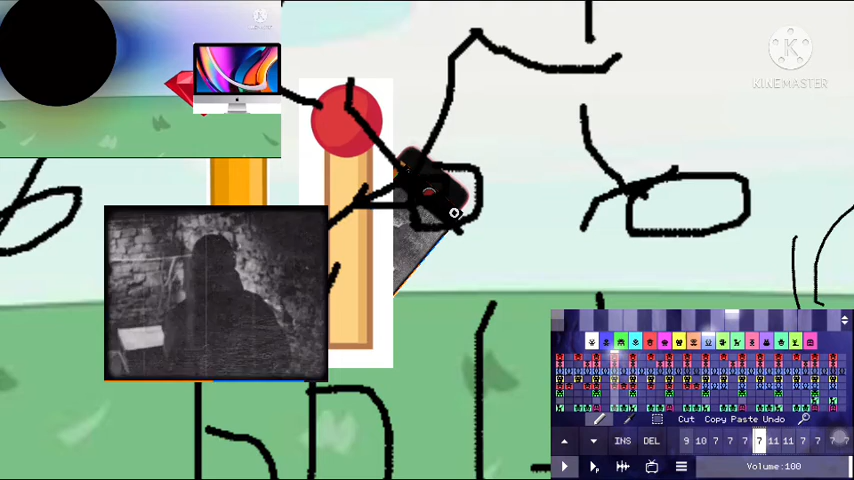 KINEMASTER
Cut Copy Paste Undo
INS DEL 9 10 7 7 7 7 11 11 7 7 7
Volume:100